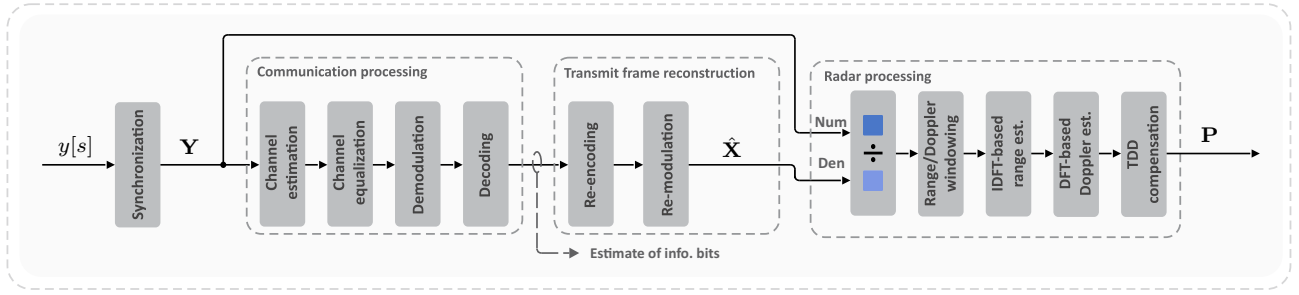 y[s]
Synchronization
Y
Communication processing
Channel
estimation
Channel
equalization
Demodulation
Decoding
Estimate of info. bits
Transmit frame reconstruction
Re-encoding
Re-modulation
X̂
Radar processing
Num
Den
÷
Range/Doppler
windowing
IDFT-based
range est.
DFT-based
Doppler est.
TDD
compensation
P